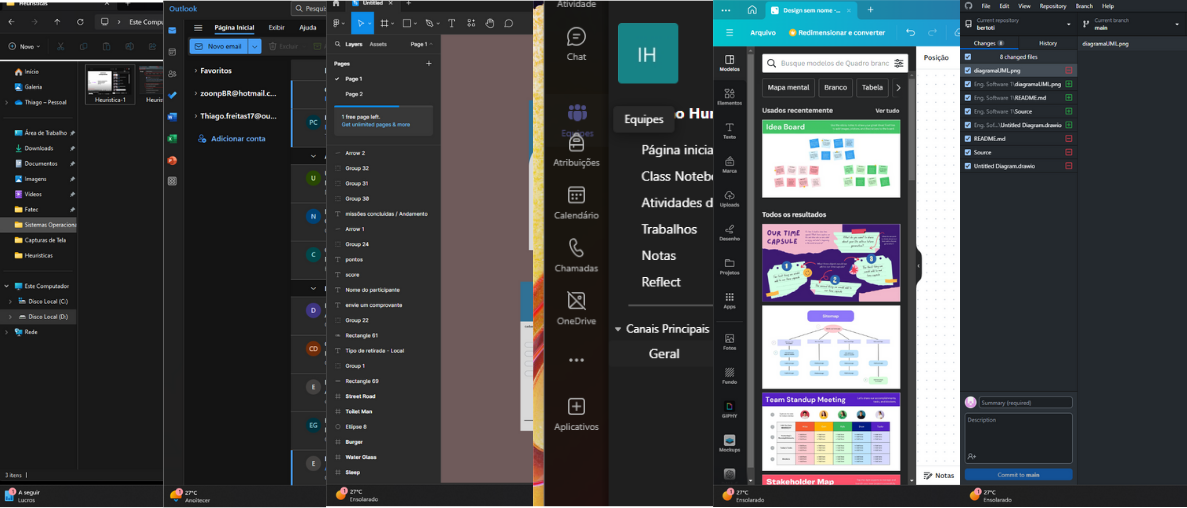 Heurísticas
Este Compu
Novo
Início
Galeria
Thiago – Pessoal
Área de Trabalho
Downloads
Documentos
Imagens
Vídeos
Fatec
Sistemas Operaciona
Capturas de Tela
Heurísticas
Este Computador
Disco Local (C:)
Disco Local (D:)
Rede
Heurística-1
3 itens
A seguir
Lucros
Outlook
Pesqui
Página Inicial
Exibir
Ajuda
Novo email
Favoritos
zoonpBR@hotmail.c...
Thiago.freitas17@ou...
Adicionar conta
PC
U
N
C
D
CD
E
EG
E
27°C
Anoitecer
Untitled
Layers
Assets
Page 1
Pages
Page 1
Page 2
1 free page left.
Get unlimited pages & more
Arrow 2
Group 32
Group 31
Group 30
missões concluídas / Andamento
Arrow 1
Group 24
pontos
score
Nome do participante
envie um comprovante
Group 22
Rectangle 61
Tipo de retirada - Local
Group 1
Rectangle 69
Street Road
Toilet Man
Ellipse 8
Burger
Water Glass
Sleep
27°C
Ensolarado
Atividade
Chat
Equipes
Atribuições
Calendário
Chamadas
OneDrive
Aplicativos
IH
Equipes
o Hur
Página inicia
Class Notebo
Atividades d
Trabalhos
Notas
Reflect
Canais Principais
Geral
Design sem nome -...
Arquivo
Redimensionar e converter
Modelos
Elementos
Texto
Marca
Uploads
Desenho
Projetos
Apps
Fotos
Fundo
GIPHY
Mockups
Busque modelos de Quadro branc
Mapa mental
Branco
Tabela
Usados recentemente
Ver tudo
Idea Board
Todos os resultados
OUR TIME
CAPSULE
Sitemap
Team Standup Meeting
Stakeholder Map
Posição
Notas
27°C
Ensolarado
File
Edit
View
Repository
Branch
Help
Current repository
bertoti
Current branch
main
Changes
8
History
diagramaUML.png
8 changed files
diagramaUML.png
Eng. Software 1\diagramaUML.png
Eng. Software 1\README.md
Eng. Software 1\Source
Eng. Sof...\Untitled Diagram.drawio
README.md
Source
Untitled Diagram.drawio
Summary (required)
Description
Commit to main
27°C
Ensolarado